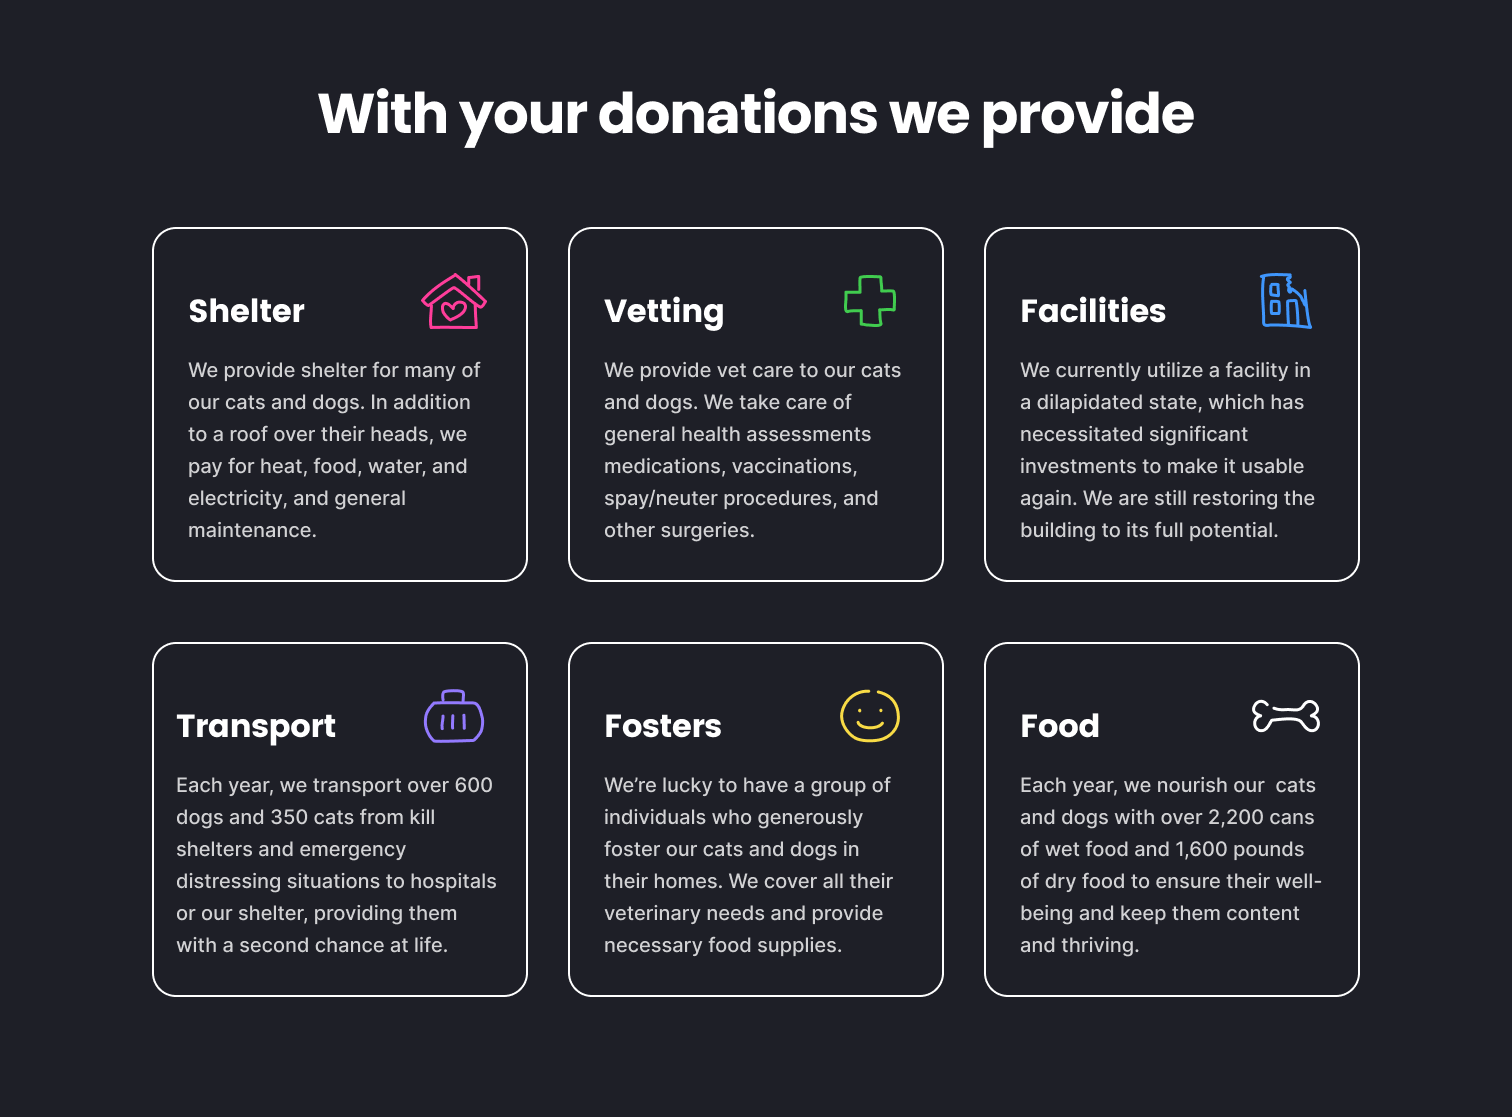 With your donations we provide
Shelter
We provide shelter for many of
our cats and dogs. In addition
to a roof over their heads, we
pay for heat, food, water, and
electricity, and general
maintenance.
Vetting
We provide vet care to our cats
and dogs. We take care of
general health assessments
medications, vaccinations,
spay/neuter procedures, and
other surgeries.
Facilities
We currently utilize a facility in
a dilapidated state, which has
necessitated significant
investments to make it usable
again. We are still restoring the
building to its full potential.
Transport
Each year, we transport over 600
dogs and 350 cats from kill
shelters and emergency
distressing situations to hospitals
or our shelter, providing them
with a second chance at life.
Fosters
We’re lucky to have a group of
individuals who generously
foster our cats and dogs in
their homes. We cover all their
veterinary needs and provide
necessary food supplies.
Food
Each year, we nourish our  cats
and dogs with over 2,200 cans
of wet food and 1,600 pounds
of dry food to ensure their well-
being and keep them content
and thriving.